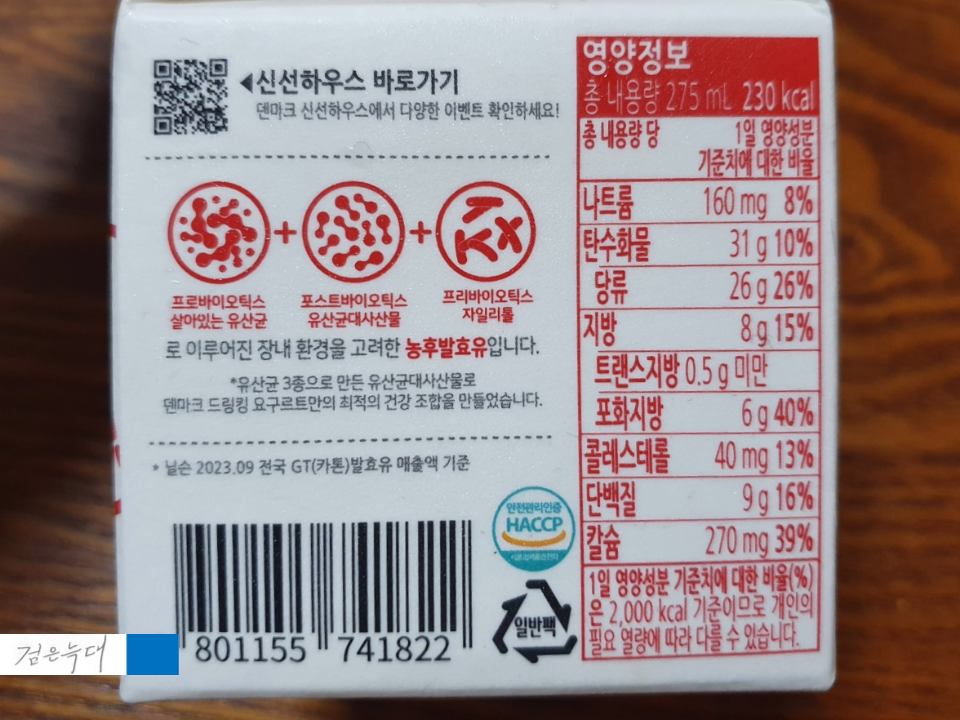 ◀신선하우스 바로가기
덴마크 신선하우스에서 다양한 이벤트 확인하세요!
프로바이오틱스
살아있는 유산균
+
포스트바이오틱스
유산균대사산물
+
프리바이오틱스
자일리톨
로 이루어진 장내 환경을 고려한 농후발효유입니다.
*유산균 3종으로 만든 유산균대사산물로
덴마크 드링킹 요구르트만의 최적의 건강 조합을 만들었습니다.
* 닐슨 2023.09 전국 GT(카톤)발효유 매출액 기준
안전관리인증
HACCP
일반팩
801155 741822
영양정보
총 내용량 275 mL 230 kcal
총 내용량 당 1일 영양성분
기준치에 대한 비율
나트륨 160 mg 8%
탄수화물 31 g 10%
당류 26 g 26%
지방 8 g 15%
트랜스지방 0.5 g 미만
포화지방 6 g 40%
콜레스테롤 40 mg 13%
단백질 9 g 16%
칼슘 270 mg 39%
1일 영양성분 기준치에 대한 비율(%)
은 2,000 kcal 기준이므로 개인의
필요 열량에 따라 다를 수 있습니다.
검은늑대